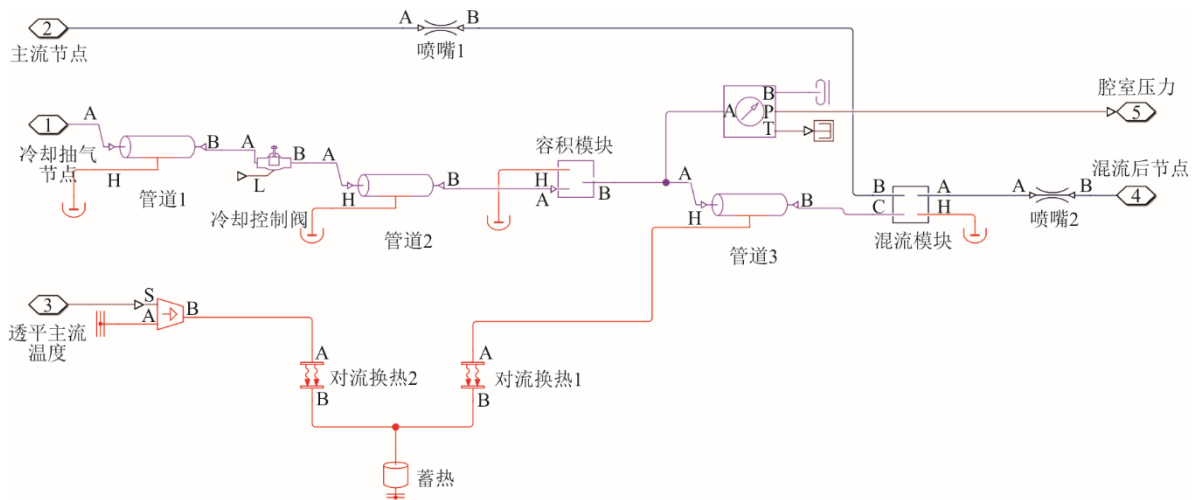 2
主流节点
A
B
喷嘴1
1
冷却抽气
节点
A
B
H
管道1
A
B
L
冷却控制阀
A
B
H
管道2
容积模块
H
A
B
A
B
P
T
腔室压力
5
A
B
H
管道3
B
C
A
H
混流模块
A
B
喷嘴2
混流后节点
4
3
透平主流
温度
S
A
B
A
对流换热2
B
A
对流换热1
B
蓄热